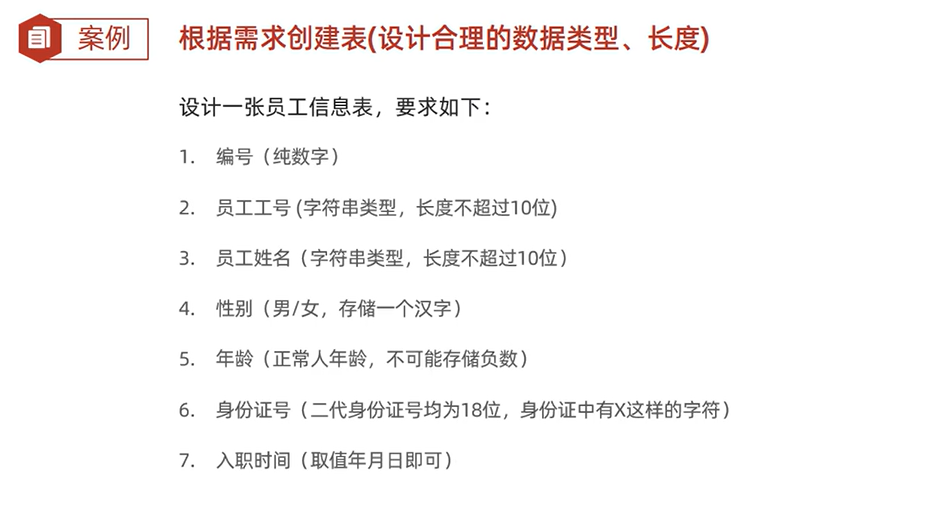 案例
根据需求创建表(设计合理的数据类型、长度)
设计一张员工信息表，要求如下：
1. 编号（纯数字）
2. 员工工号 (字符串类型，长度不超过10位)
3. 员工姓名（字符串类型，长度不超过10位）
4. 性别（男/女，存储一个汉字）
5. 年龄（正常人年龄，不可能存储负数）
6. 身份证号（二代身份证号均为18位，身份证中有X这样的字符）
7. 入职时间（取值年月日即可）